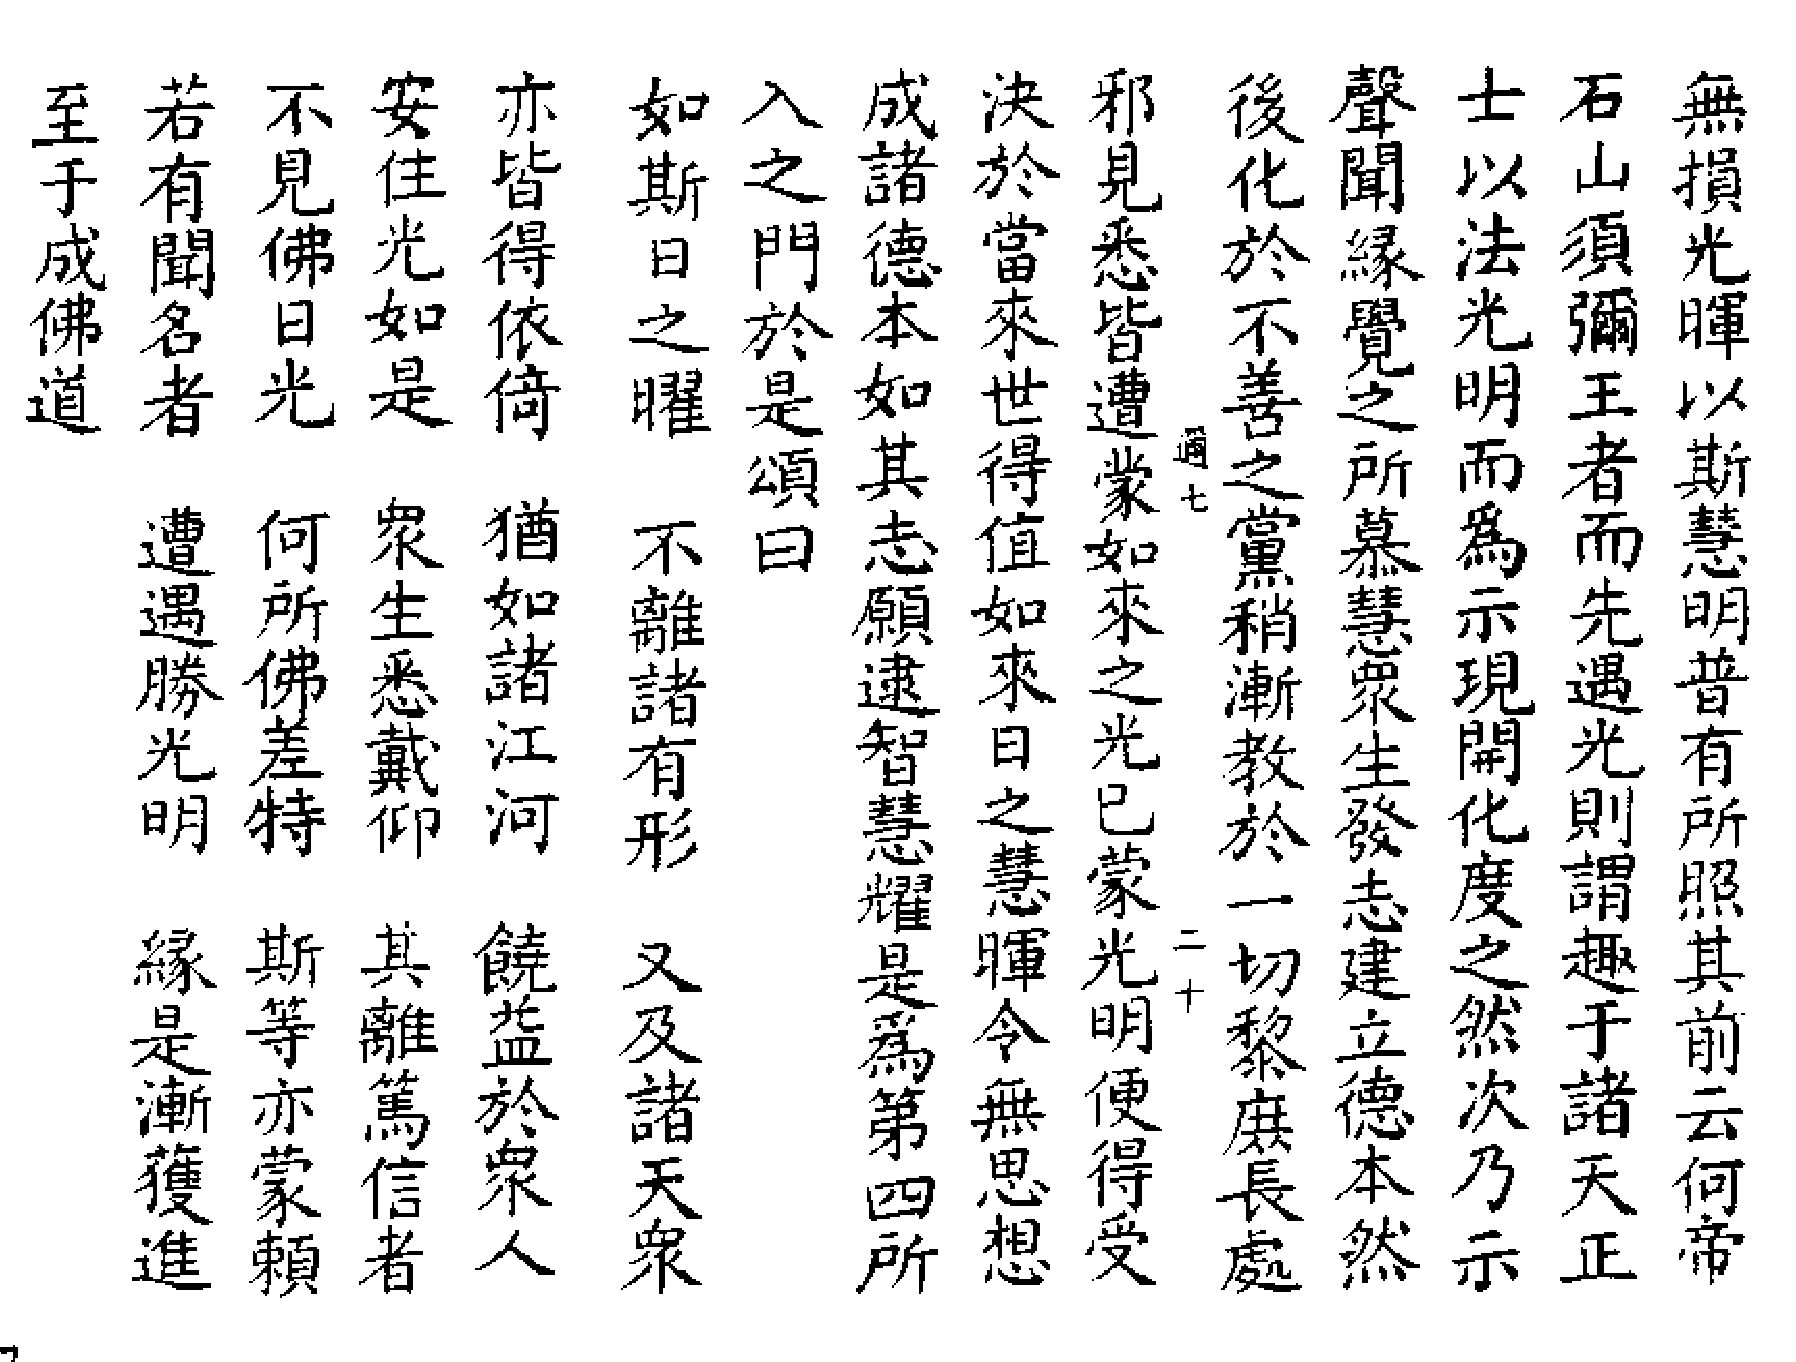 無損光暉以斯慧明普有所照其前云何帝
石山須彌王者而先遇光則謂趣于諸天正
士以法光明而爲示現開化度之然次乃示
聲聞緣覺之所慕慧衆生發志建立德本然
後化於不善之黨稍漸教於一切黎庶長處
適七　二十
邪見悉皆遭蒙如來之光已蒙光明便得受
決於當來世得值如來日之慧暉令無思想
成諸德本如其志願逮智慧耀是爲第四所
入之門於是頌曰
如斯日之曜　不離諸有形　又及諸天衆
亦皆得依倚　猶如諸江河　饒益於衆人
安住光如是　衆生悉戴仰　其離篤信者
不見佛日光　何所佛差特　斯等亦蒙賴
若有聞名者　遭遇勝光明　緣是漸獲進
至于成佛道